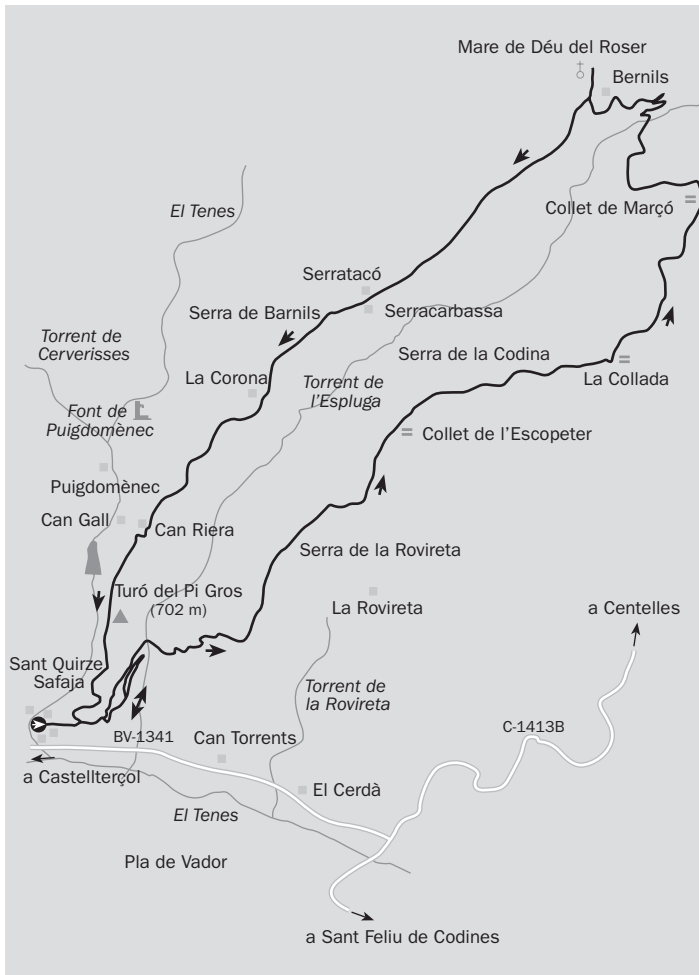 Mare de Déu del Roser
Bernils
El Tenes
Collet de Marçó
Serratacó
Serra de Barnils
Serracarbassa
Torrent de
Cerverisses
Serra de la Codina
La Corona
Torrent de
l'Espluga
La Collada
Font de
Puigdomènec
Collet de l'Escopeter
Puigdomènec
Can Gall
Can Riera
Serra de la Rovireta
Turó del Pi Gros
(702 m)
La Rovireta
a Centelles
Sant Quirze
Safaja
Torrent de
la Rovireta
BV-1341
Can Torrents
C-1413B
a Castellterçol
El Cerdà
El Tenes
Pla de Vador
a Sant Feliu de Codines